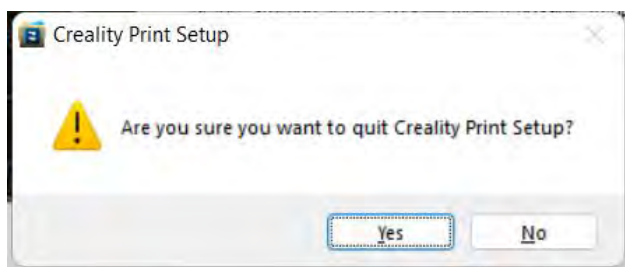 Creality Print Setup
Are you sure you want to quit Creality Print Setup?
Yes No